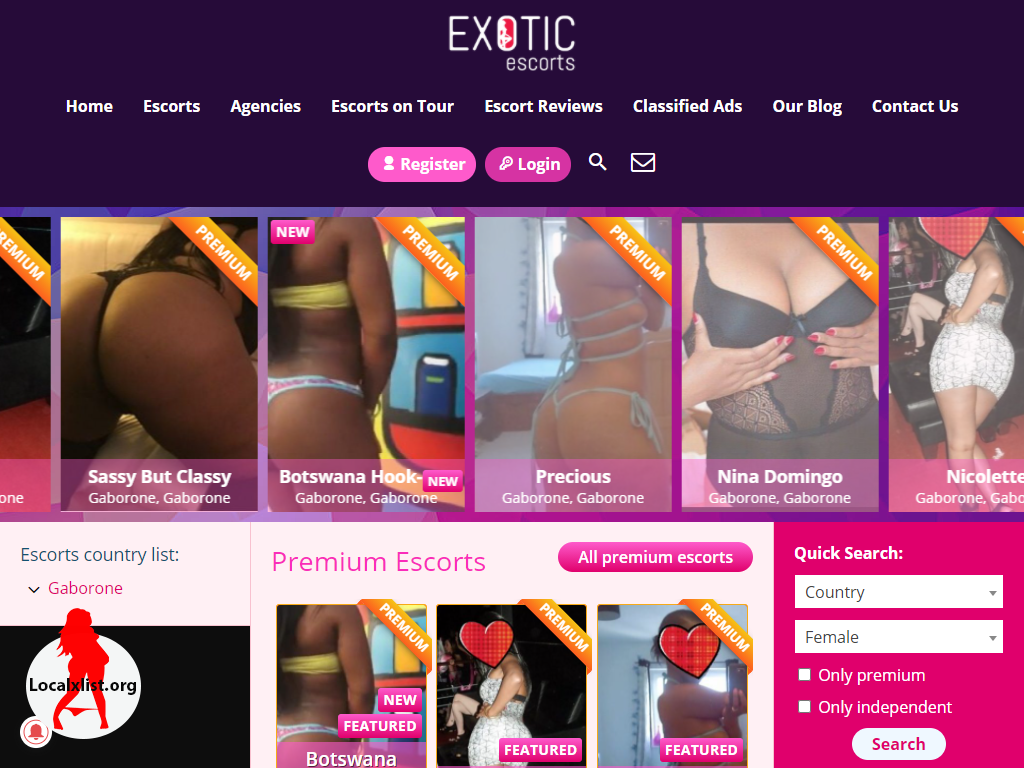 EXOTIC
escorts
Home Escorts Agencies Escorts on Tour Escort Reviews Classified Ads Our Blog Contact Us
Register Login
PREMIUM PREMIUM NEW PREMIUM PREMIUM PREMIUM
one
Sassy But Classy
Gaborone, Gaborone
Botswana Hook- NEW
Gaborone, Gaborone
Precious
Gaborone, Gaborone
Nina Domingo
Gaborone, Gaborone
Nicolette
Gaborone, Gabo
Escorts country list:
Gaborone
Localxlist.org
Premium Escorts All premium escorts
PREMIUM PREMIUM PREMIUM
NEW
FEATURED
Botswana
FEATURED
FEATURED
Quick Search:
Country
Female
Only premium
Only independent
Search